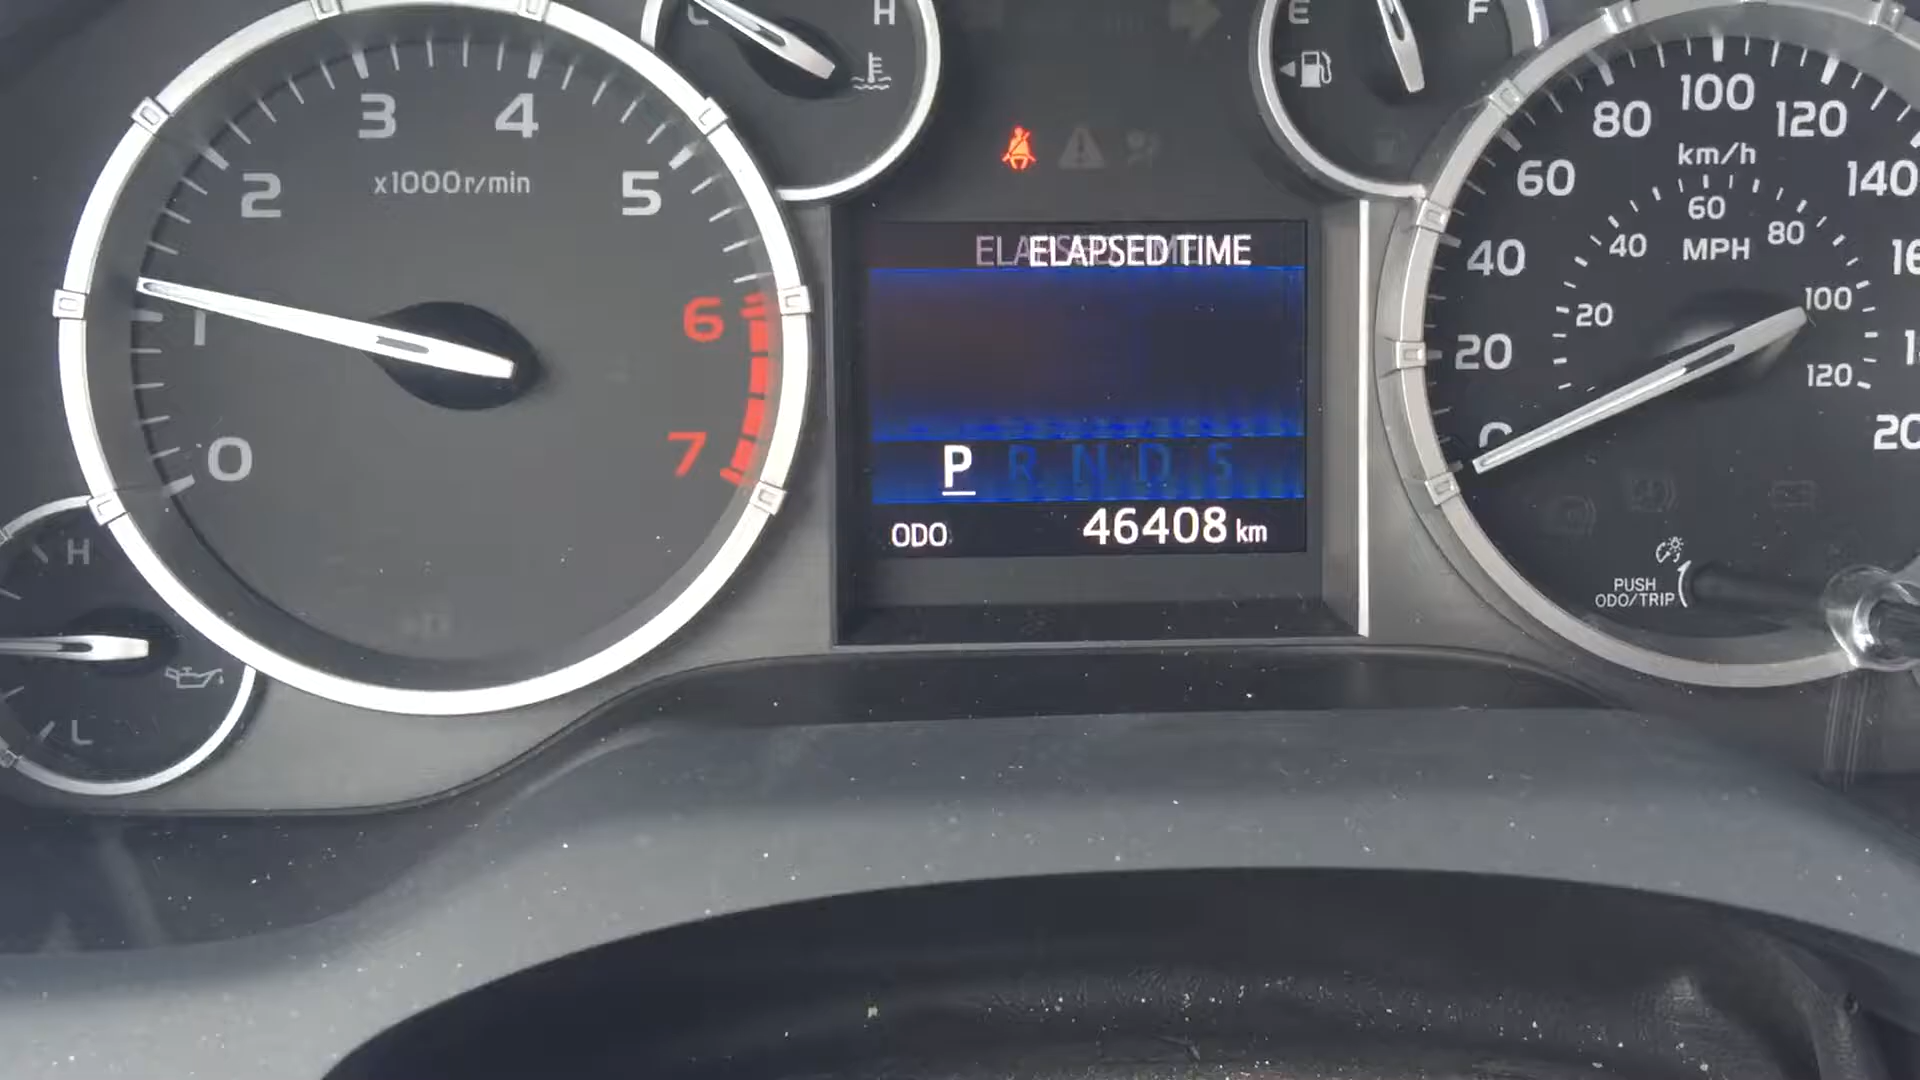 L H
E F
3 4
2 5
x1000r/min
1 6
0 7
H
L
ELAPSED TIME
P R N D S
ODO 46408 km
0 20 40 60 80 100 120 140
km/h
20 40 60 80 100 120
MPH
PUSH
ODO/TRIP